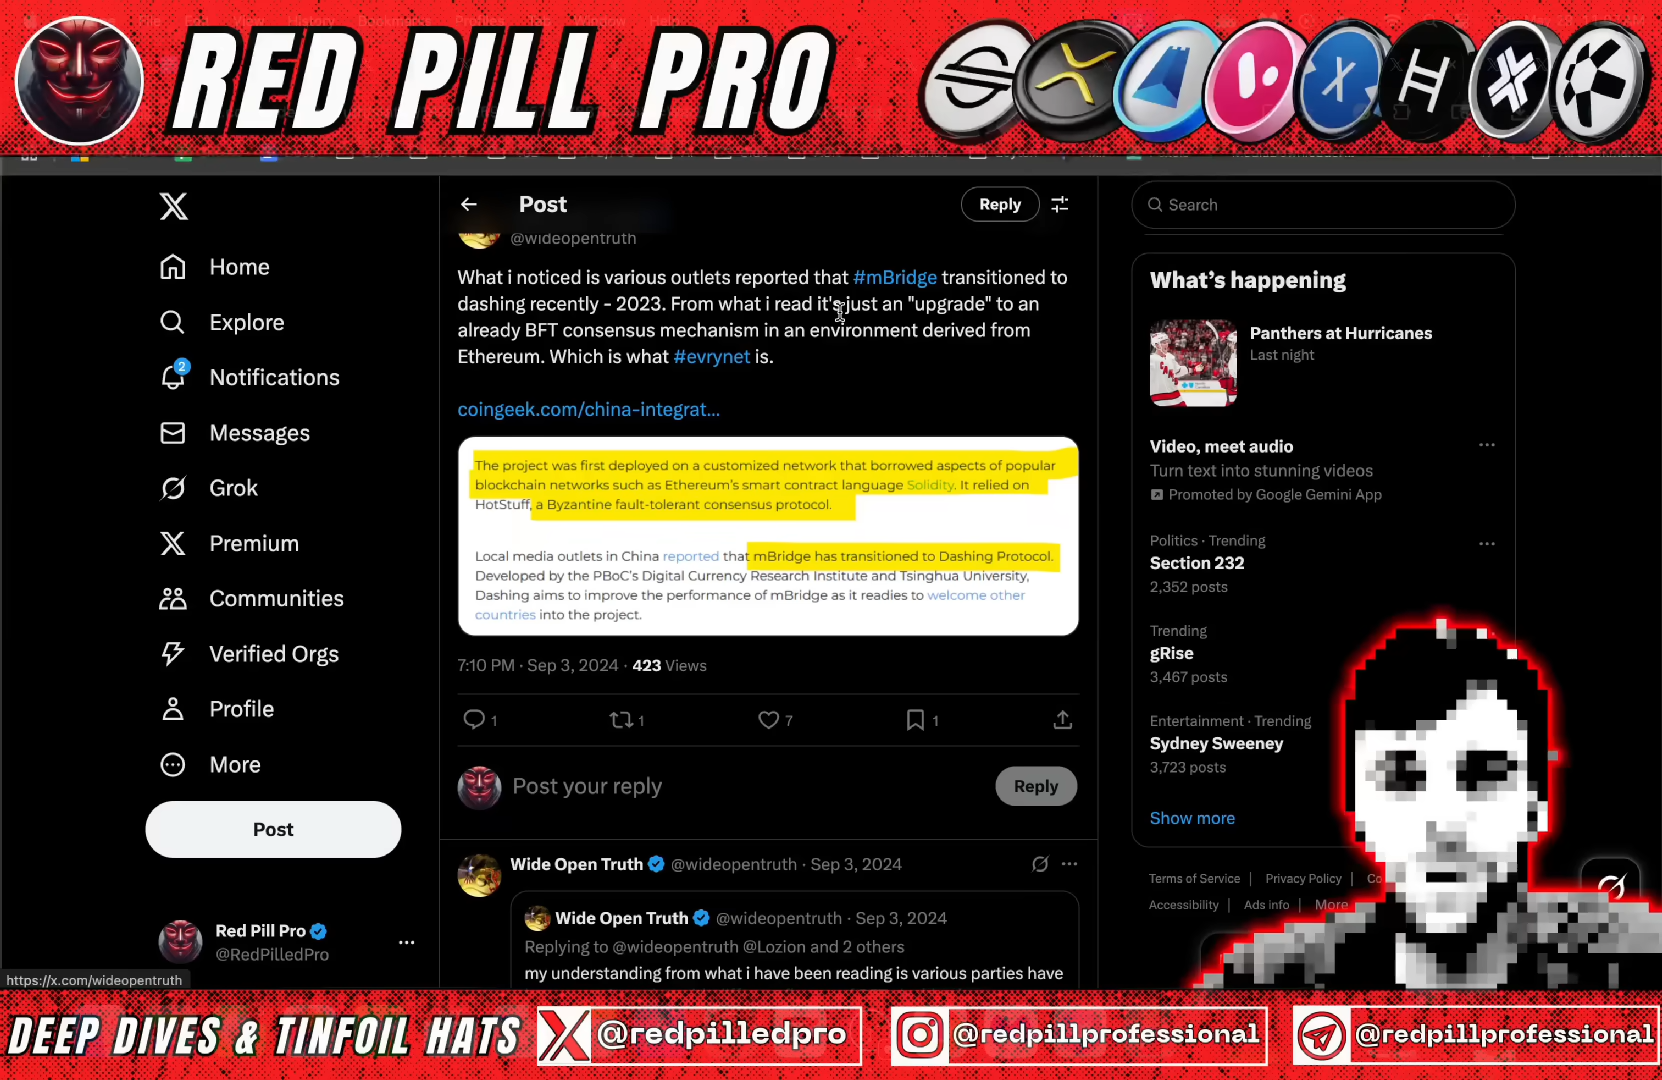 RED PILL PRO
Post
Reply
Search
@wideopentruth
What i noticed is various outlets reported that #mBridge transitioned to
dashing recently - 2023. From what i read it's just an "upgrade" to an
already BFT consensus mechanism in an environment derived from
Ethereum. Which is what #evrynet is.
coingeek.com/china-integrat...
The project was first deployed on a customized network that borrowed aspects of popular
blockchain networks such as Ethereum's smart contract language Solidity. It relied on
HotStuff, a Byzantine fault-tolerant consensus protocol.
Local media outlets in China reported that mBridge has transitioned to Dashing Protocol.
Developed by the PBoC's Digital Currency Research Institute and Tsinghua University,
Dashing aims to improve the performance of mBridge as it readies to welcome other
countries into the project.
7:10 PM · Sep 3, 2024 · 423 Views
1
1
7
1
Post your reply
Reply
Wide Open Truth @wideopentruth · Sep 3, 2024
Wide Open Truth @wideopentruth · Sep 3, 2024
Replying to @wideopentruth @Lozion and 2 others
my understanding from what i have been reading is various parties have
Home
Explore
2
Notifications
Messages
Grok
Premium
Communities
Verified Orgs
Profile
More
Post
Red Pill Pro
@RedPilledPro
https://x.com/wideopentruth
What's happening
Panthers at Hurricanes
Last night
Video, meet audio
Turn text into stunning videos
Promoted by Google Gemini App
Politics · Trending
Section 232
2,352 posts
Trending
gRise
3,467 posts
Entertainment · Trending
Sydney Sweeney
3,723 posts
Show more
Terms of Service | Privacy Policy | Co
Accessibility | Ads info | More
DEEP DIVES & TINFOIL HATS
@redpilledpro
@redpillprofessional
@redpillprofessional